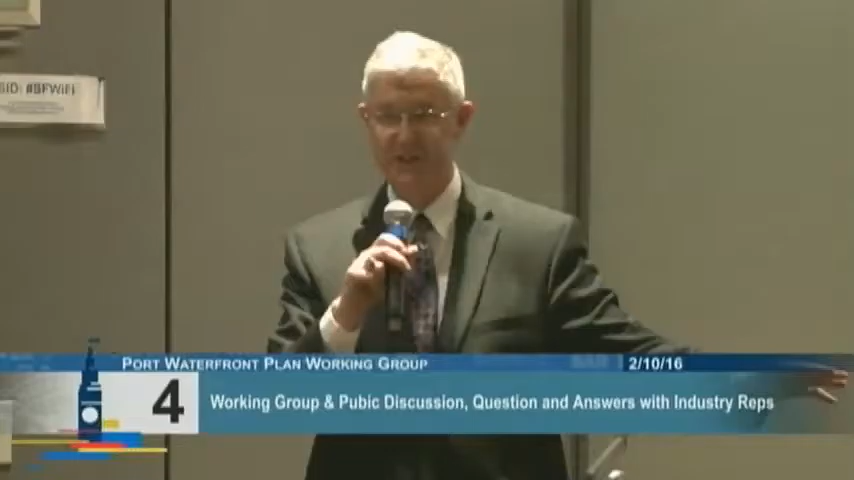 SID: #SFWiFi
PORT WATERFRONT PLAN WORKING GROUP
2/10/16
4
Working Group & Pubic Discussion, Question and Answers with Industry Reps